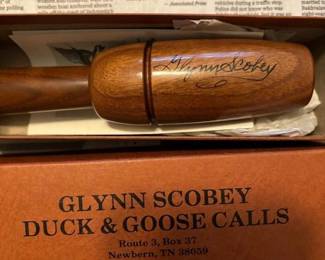 Glynn Scobey
GLYNN SCOBEY
DUCK & GOOSE CALLS
Route 3, Box 37
Newbern, TN 38059